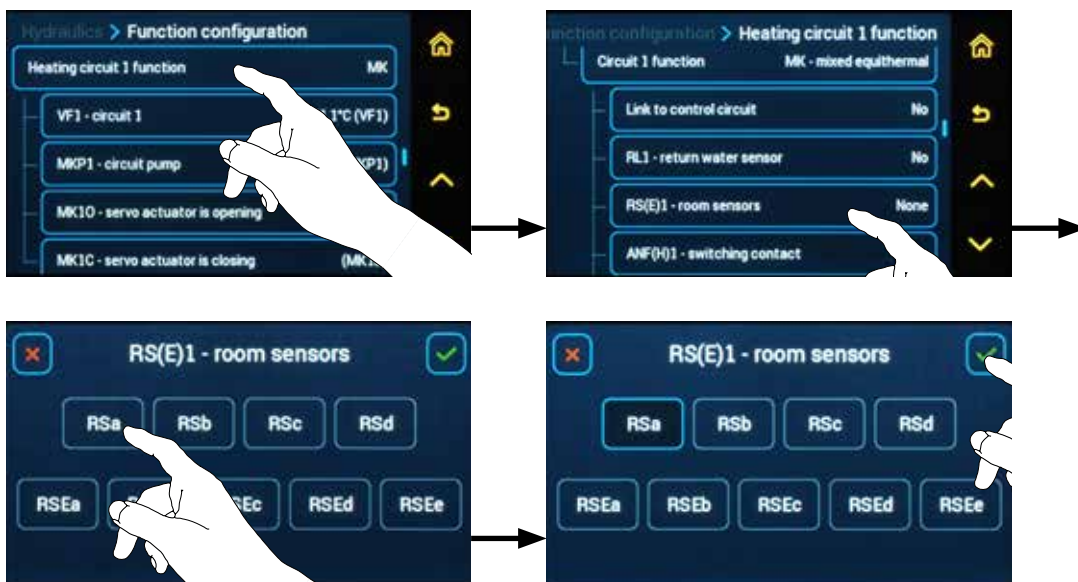 Hydraulics > Function configuration
Heating circuit 1 function MK
VF1 - circuit 1 1°C (VF1)
MKP1 - circuit pump
MK1O - servo actuator is opening
MK1C - servo actuator is closing
function configuration > Heating circuit 1 function
Circuit 1 function MK - mixed equithermal
Link to control circuit No
RL1 - return water sensor No
RS(E)1 - room sensors None
ANF(H)1 - switching contact
RS(E)1 - room sensors
RSa RSb RSc RSd
RSEa RSEd RSEe
RS(E)1 - room sensors
RSa RSb RSc RSd
RSEa RSEb RSEc RSEd RSEe